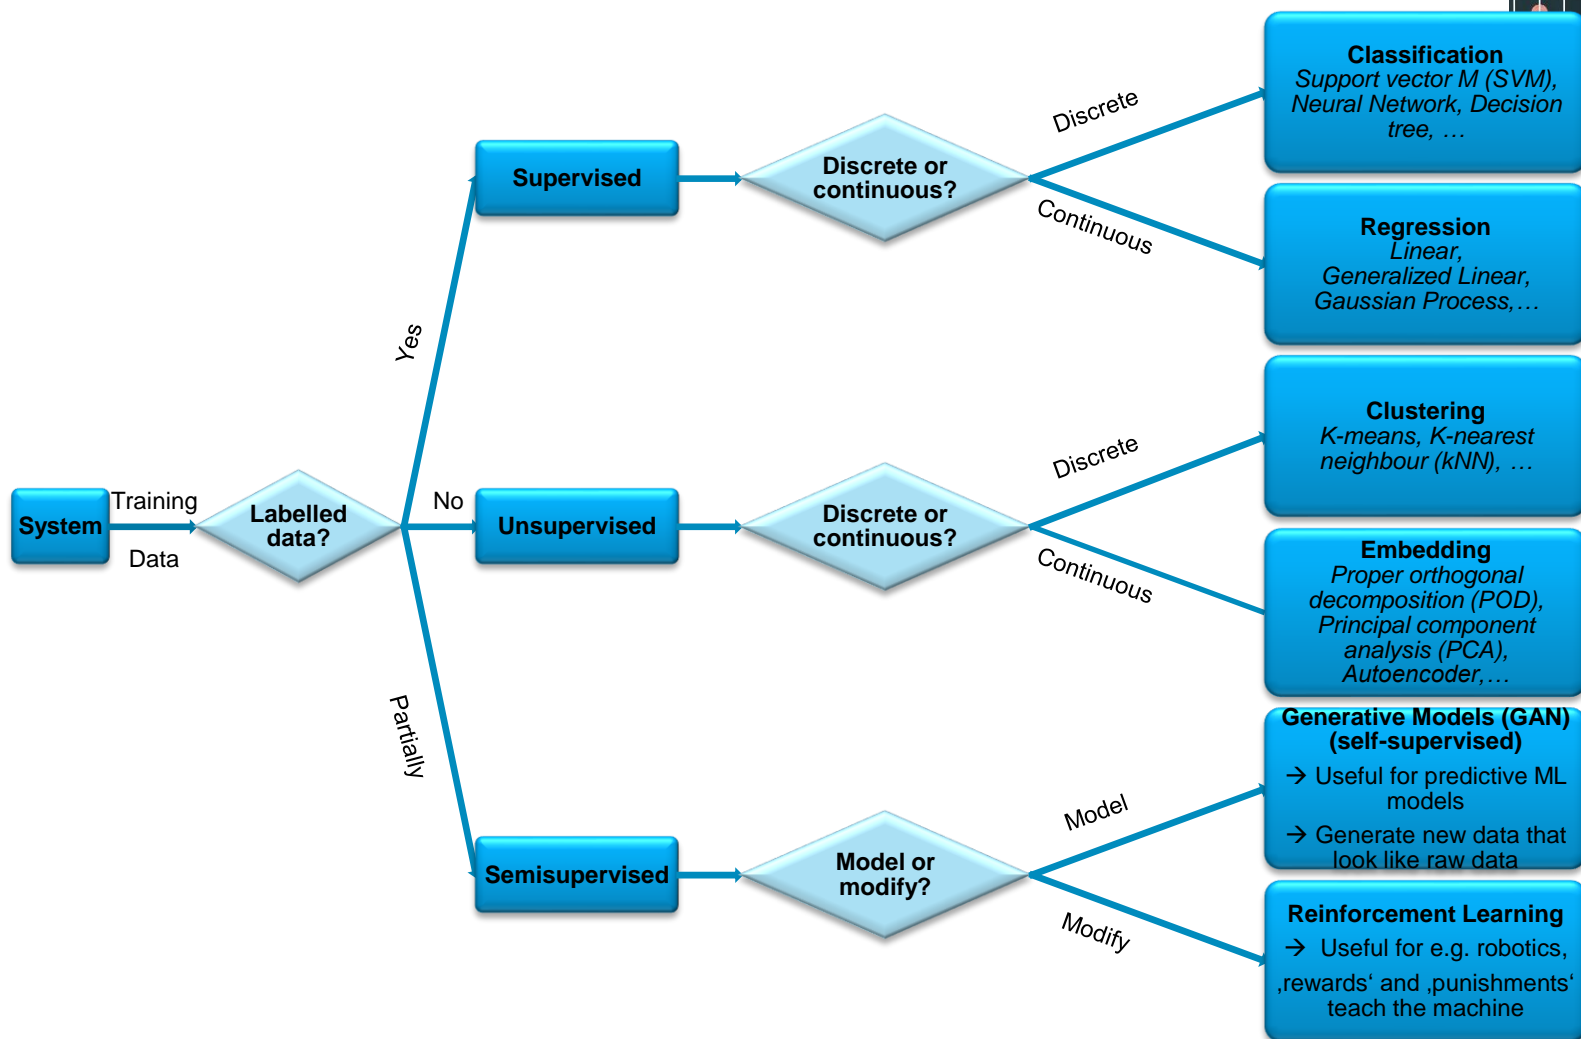 System
Training
Data
Labelled
data?
Yes
No
Partially
Supervised
Discrete or
continuous?
Discrete
Continuous
Classification
Support vector M (SVM),
Neural Network, Decision
tree, …
Regression
Linear,
Generalized Linear,
Gaussian Process,…
Unsupervised
Discrete or
continuous?
Discrete
Continuous
Clustering
K-means, K-nearest
neighbour (kNN), …
Embedding
Proper orthogonal
decomposition (POD),
Principal component
analysis (PCA),
Autoencoder,…
Semisupervised
Model or
modify?
Model
Modify
Generative Models (GAN)
(self-supervised)
→ Useful for predictive ML
models
→ Generate new data that
look like raw data
Reinforcement Learning
→ Useful for e.g. robotics,
‚rewards‘ and ‚punishments‘
teach the machine